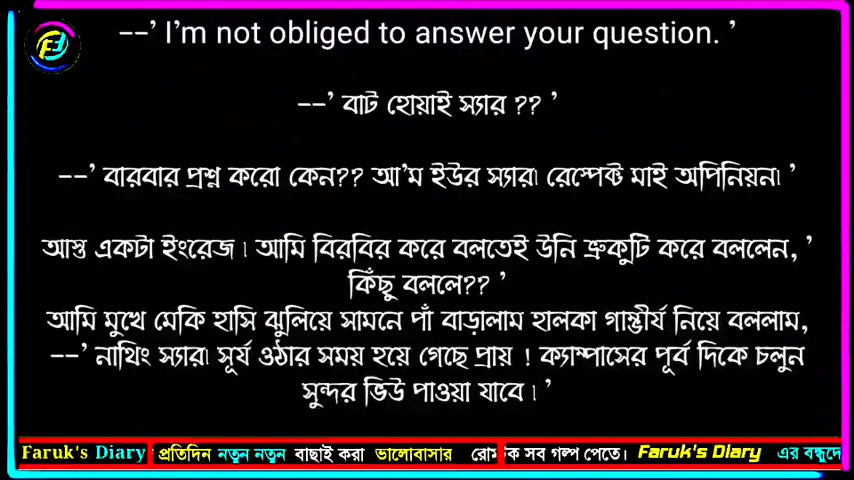 --’ I’m not obliged to answer your question. ’
--’ বাট হোয়াই স্যার ?? ’
--’ বারবার প্রশ্ন করো কেন?? আ’ম ইউর স্যার৷ রেস্পেক্ট মাই অপিনিয়ন৷ ’
আস্ত একটা ইংরেজ। আমি বিরবির করে বলতেই উনি ভ্রুকুটি করে বললেন, ’
কিঁছু বললে?? ’
আমি মুখে মেকি হাসি ঝুলিয়ে সামনে পাঁ বাড়ালাম হালকা গাম্ভীর্য নিয়ে বললাম,
--’ নাথিং স্যার৷ সূর্য ওঠার সময় হয়ে গেছে প্রায় ! ক্যাম্পাসের পূর্ব দিকে চলুন
সুন্দর ভিউ পাওয়া যাবে। ’
Faruk's Diary প্রতিদিন নতুন নতুন বাছাই করা ভালোবাসার সব গল্প পেতে। Faruk's Diary এর